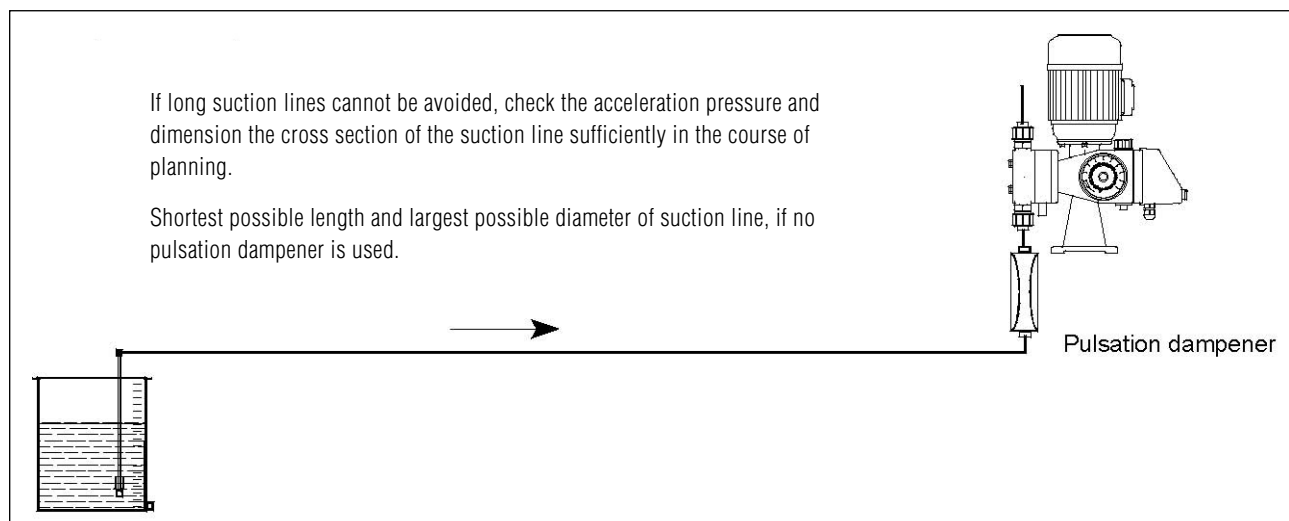 If long suction lines cannot be avoided, check the acceleration pressure and
dimension the cross section of the suction line sufficiently in the course of
planning.
Shortest possible length and largest possible diameter of suction line, if no
pulsation dampener is used.
Pulsation dampener